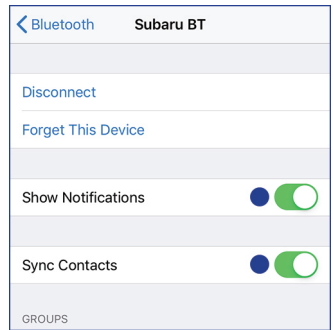 Bluetooth Subaru BT
Disconnect
Forget This Device
Show Notifications
Sync Contacts
GROUPS